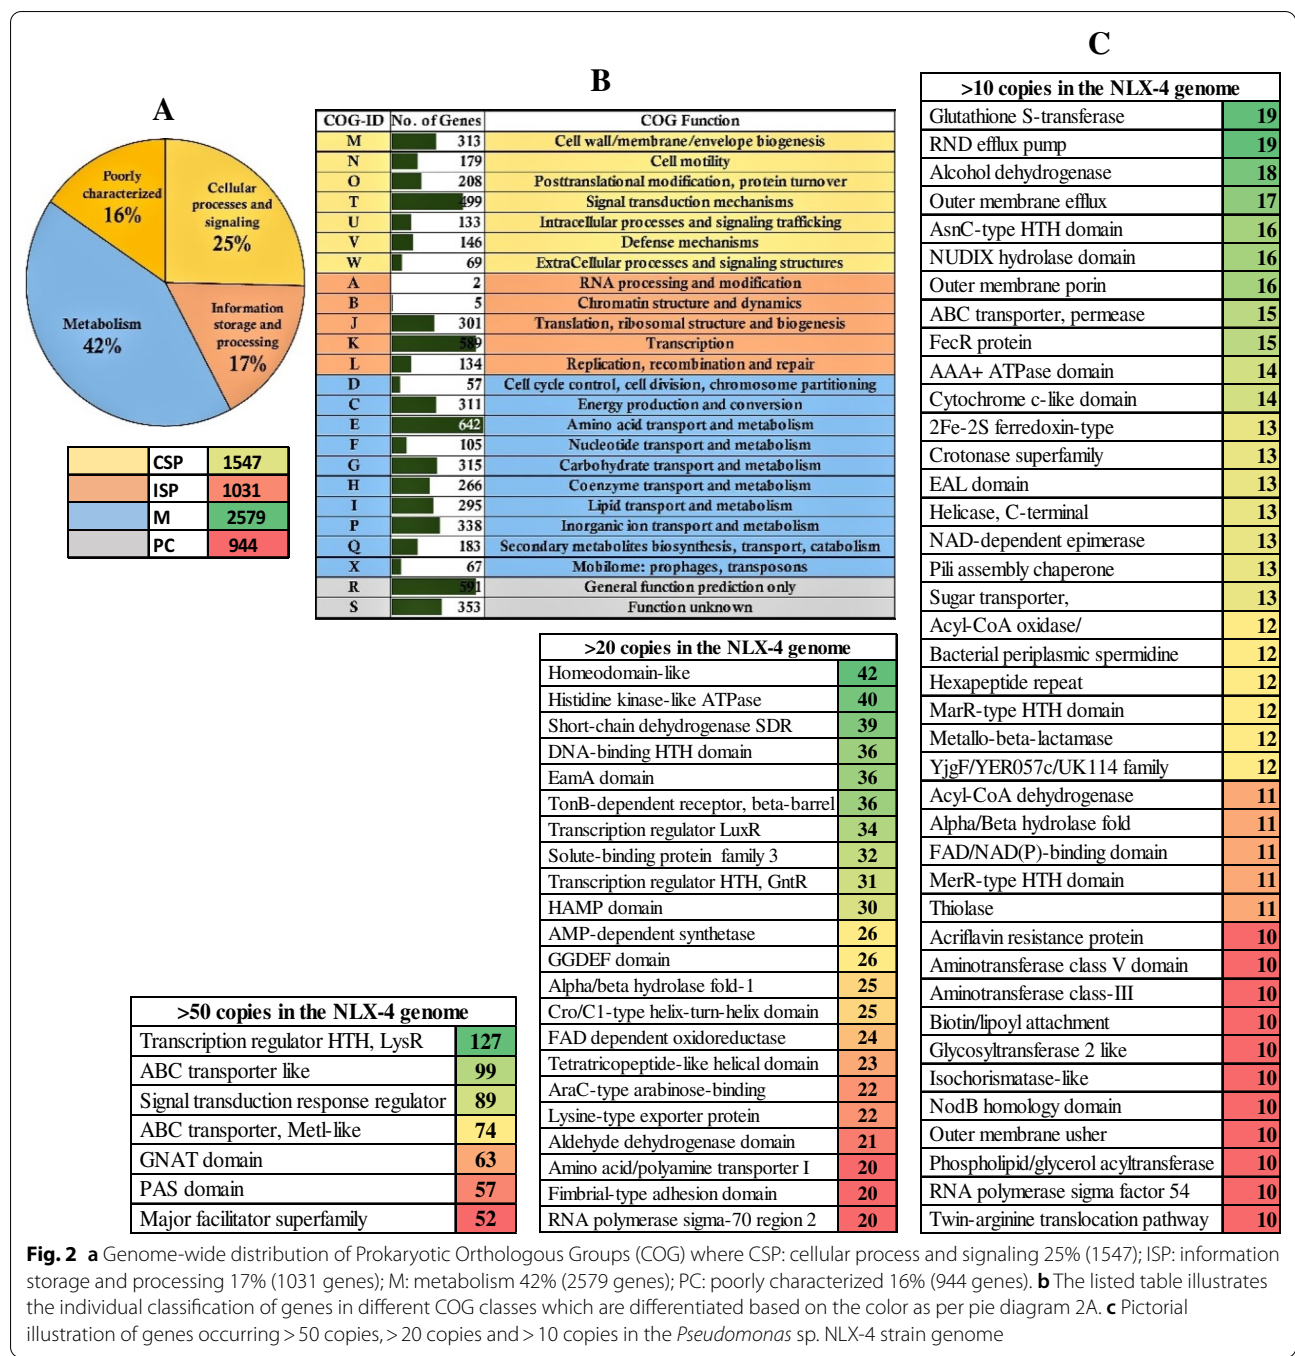 A
Poorly
characterized
16%
Cellular
processes and
signaling
25%
Metabolism
42%
Information
storage and
processing
17%
CSP 1547
ISP 1031
M 2579
PC 944
B
COG-ID No. of Genes COG Function
M 313 Cell wall/membrane/envelope biogenesis
N 179 Cell motility
O 208 Posttranslational modification, protein turnover
T 499 Signal transduction mechanisms
U 133 Intracellular processes and signaling trafficking
V 146 Defense mechanisms
W 69 ExtraCellular processes and signaling structures
A 2 RNA processing and modification
B 5 Chromatin structure and dynamics
J 301 Translation, ribosomal structure and biogenesis
K 589 Transcription
L 134 Replication, recombination and repair
D 57 Cell cycle control, cell division, chromosome partitioning
C 311 Energy production and conversion
E 642 Amino acid transport and metabolism
F 105 Nucleotide transport and metabolism
G 315 Carbohydrate transport and metabolism
H 266 Coenzyme transport and metabolism
I 295 Lipid transport and metabolism
P 338 Inorganic ion transport and metabolism
Q 183 Secondary metabolites biosynthesis, transport, catabolism
X 67 Mobilome: prophages, transposons
R 591 General function prediction only
S 353 Function unknown
C
>50 copies in the NLX-4 genome
Transcription regulator HTH, LysR 127
ABC transporter like 99
Signal transduction response regulator 89
ABC transporter, Metl-like 74
GNAT domain 63
PAS domain 57
Major facilitator superfamily 52
>20 copies in the NLX-4 genome
Homeodomain-like 42
Histidine kinase-like ATPase 40
Short-chain dehydrogenase SDR 39
DNA-binding HTH domain 36
EamA domain 36
TonB-dependent receptor, beta-barrel 36
Transcription regulator LuxR 34
Solute-binding protein family 3 32
Transcription regulator HTH, GntR 31
HAMP domain 30
AMP-dependent synthetase 26
GGDEF domain 26
Alpha/beta hydrolase fold-1 25
Cro/C1-type helix-turn-helix domain 25
FAD dependent oxidoreductase 24
Tetratricopeptide-like helical domain 23
AraC-type arabinose-binding 22
Lysine-type exporter protein 22
Aldehyde dehydrogenase domain 21
Amino acid/polyamine transporter I 20
Fimbrial-type adhesion domain 20
RNA polymerase sigma-70 region 2 20
>10 copies in the NLX-4 genome
Glutathione S-transferase 19
RND efflux pump 19
Alcohol dehydrogenase 18
Outer membrane efflux 17
AsnC-type HTH domain 16
NUDIX hydrolase domain 16
Outer membrane porin 16
ABC transporter, permease 15
FecR protein 15
AAA+ ATPase domain 14
Cytochrome c-like domain 14
2Fe-2S ferredoxin-type 13
Crotonase superfamily 13
EAL domain 13
Helicase, C-terminal 13
NAD-dependent epimerase 13
Pili assembly chaperone 13
Sugar transporter, 13
Acyl-CoA oxidase/ 12
Bacterial periplasmic spermidine 12
Hexapeptide repeat 12
MarR-type HTH domain 12
Metallo-beta-lactamase 12
YjgF/YER057c/UK114 family 12
Acyl-CoA dehydrogenase 11
Alpha/Beta hydrolase fold 11
FAD/NAD(P)-binding domain 11
MerR-type HTH domain 11
Thiolase 11
Acriflavin resistance protein 10
Aminotransferase class V domain 10
Aminotransferase class-III 10
Biotin/lipoyl attachment 10
Glycosyltransferase 2 like 10
Isochorismatase-like 10
NodB homology domain 10
Outer membrane usher 10
Phospholipid/glycerol acyltransferase 10
RNA polymerase sigma factor 54 10
Twin-arginine translocation pathway 10
Fig. 2 a Genome-wide distribution of Prokaryotic Orthologous Groups (COG) where CSP: cellular process and signaling 25% (1547); ISP: information
storage and processing 17% (1031 genes); M: metabolism 42% (2579 genes); PC: poorly characterized 16% (944 genes). b The listed table illustrates
the individual classification of genes in different COG classes which are differentiated based on the color as per pie diagram 2A. c Pictorial
illustration of genes occurring > 50 copies, > 20 copies and > 10 copies in the Pseudomonas sp. NLX-4 strain genome